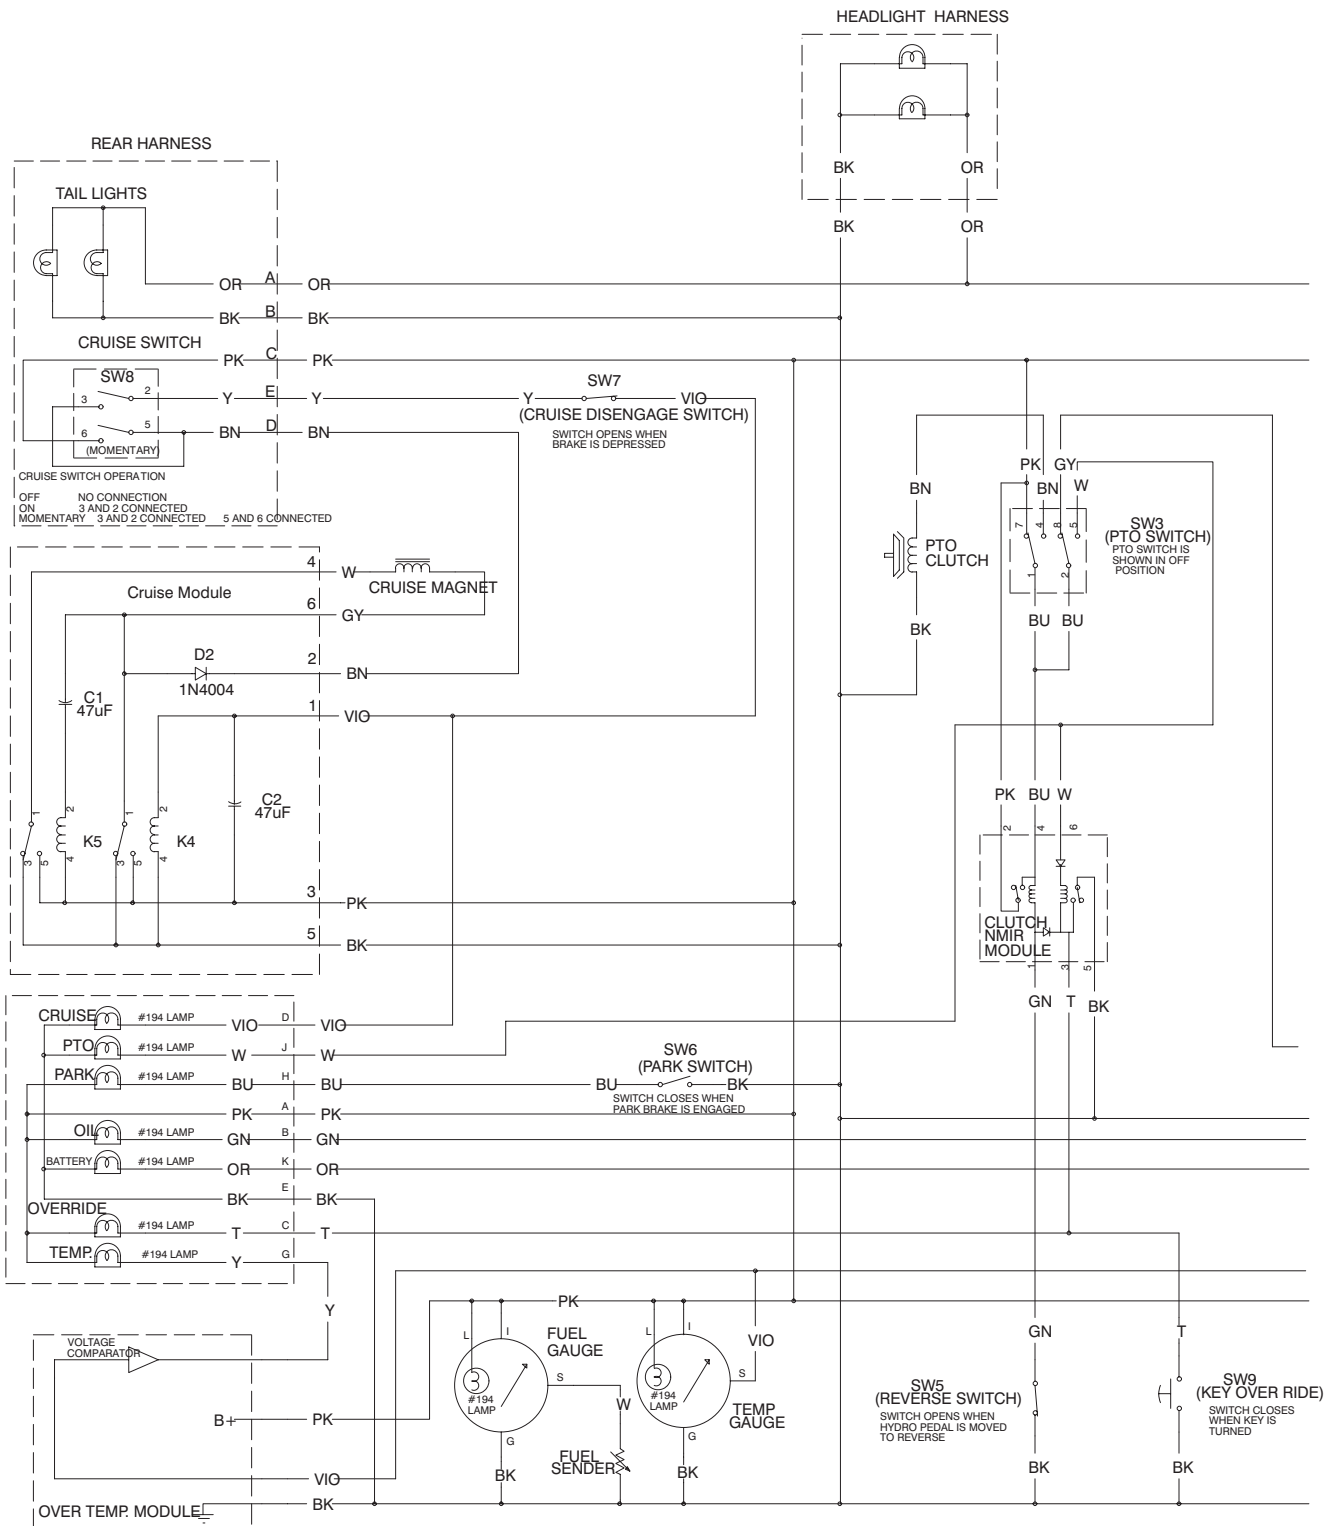 HEADLIGHT HARNESS
BK OR
BK OR
REAR HARNESS
TAIL LIGHTS
OR A OR
BK B BK
CRUISE SWITCH
PK C PK
SW8
3 2 Y E Y
Y SW7 VIO
(CRUISE DISENGAGE SWITCH)
SWITCH OPENS WHEN
BRAKE IS DEPRESSED
6 5 BN D BN
(MOMENTARY)
CRUISE SWITCH OPERATION
OFF NO CONNECTION
ON 3 AND 2 CONNECTED
MOMENTARY 3 AND 2 CONNECTED 5 AND 6 CONNECTED
BN
PTO
CLUTCH
BK
PK GY
BN W
7 4 8 5
SW3
(PTO SWITCH)
PTO SWITCH IS
SHOWN IN OFF
POSITION
1 2
BU BU
4 W
CRUISE MAGNET
Cruise Module
6 GY
D2
1N4004
2 BN
C1
47uF
1 VIO
C2
47uF
1 2 K5 1 2 K4
3 5 4 3 5 4
3 PK
5 BK
PK BU W
2 4 6
CLUTCH
NMIR
MODULE
1 3 5
GN T BK
CRUISE #194 LAMP VIO D VIO
PTO #194 LAMP W J W
PARK #194 LAMP BU H BU
SW6
(PARK SWITCH)
BU BK
SWITCH CLOSES WHEN
PARK BRAKE IS ENGAGED
PK A PK
OIL #194 LAMP GN B GN
BATTERY #194 LAMP OR K OR
BK E BK
OVERRIDE #194 LAMP T C T
TEMP. #194 LAMP Y G
Y
VOLTAGE
COMPARATOR
B+ PK
VIO
BK
OVER TEMP. MODULE
PK
L I
FUEL
GAUGE
#194
LAMP
S
G
W
BK
FUEL
SENDER
L I
VIO
S
#194
LAMP
TEMP
GAUGE
G
BK
GN
SW5
(REVERSE SWITCH)
SWITCH OPENS WHEN
HYDRO PEDAL IS MOVED
TO REVERSE
BK
T
SW9
(KEY OVER RIDE)
SWITCH CLOSES
WHEN KEY IS
TURNED
BK